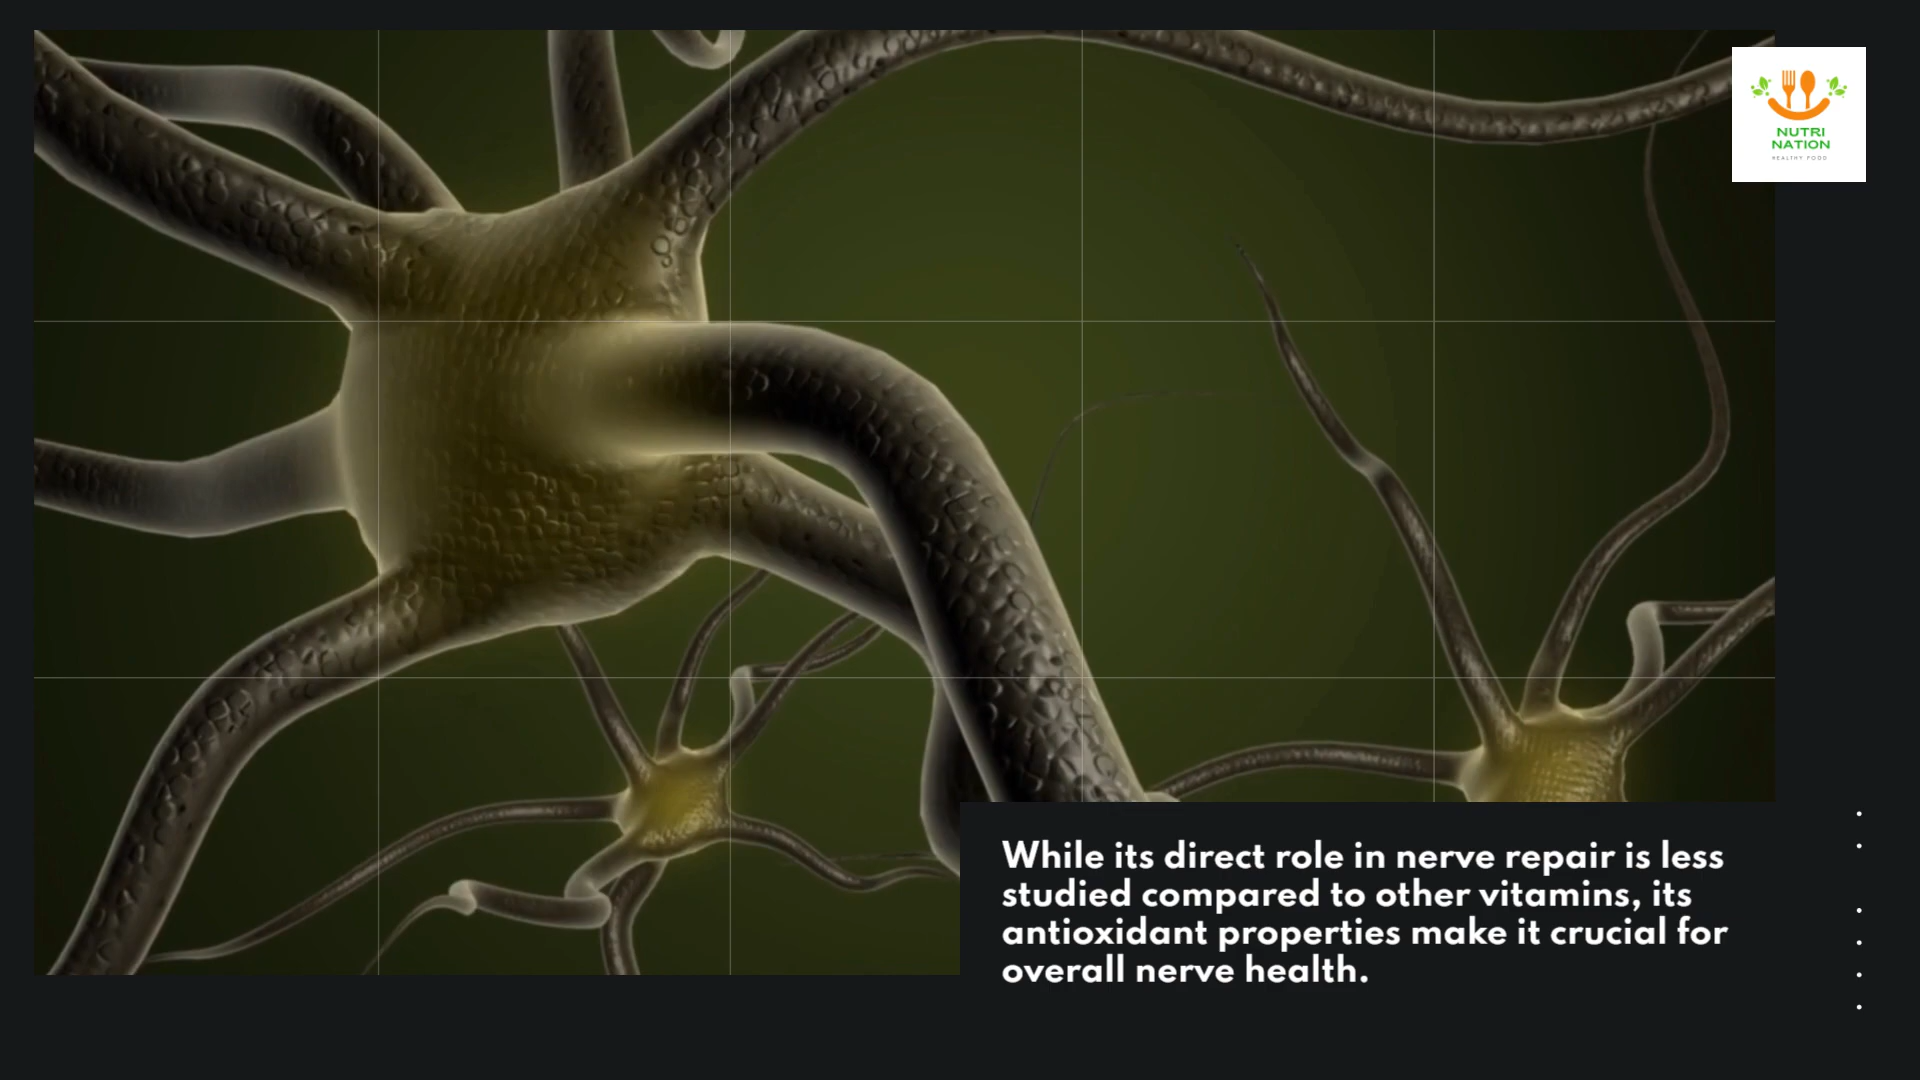 NUTRI
NATION
HEALTHY FOOD
While its direct role in nerve repair is less
studied compared to other vitamins, its
antioxidant properties make it crucial for
overall nerve health.